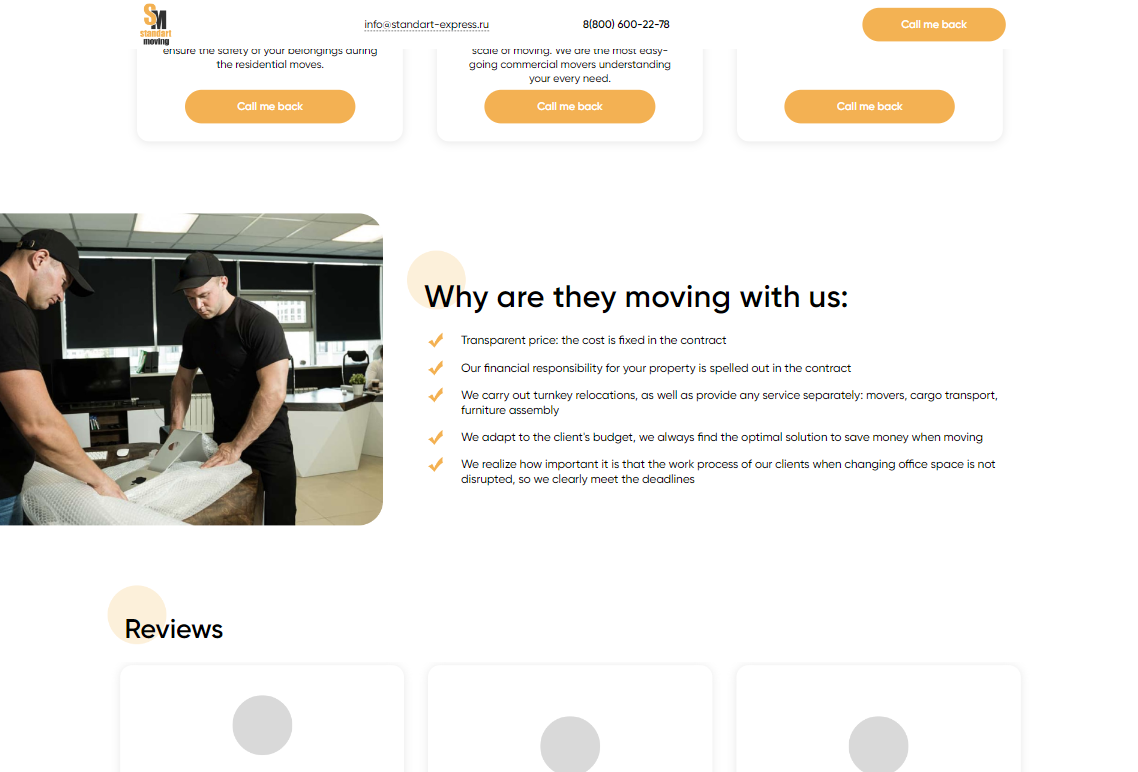 SM
standart
moving
info@standart-express.ru
8(800) 600-22-78
Call me back
ensure the safety of your belongings during
the residential moves.
Call me back
scale of moving. We are the most easy-
going commercial movers understanding
your every need.
Call me back
Call me back
Why are they moving with us:
Transparent price: the cost is fixed in the contract
Our financial responsibility for your property is spelled out in the contract
We carry out turnkey relocations, as well as provide any service separately: movers, cargo transport,
furniture assembly
We adapt to the client's budget, we always find the optimal solution to save money when moving
We realize how important it is that the work process of our clients when changing office space is not
disrupted, so we clearly meet the deadlines
Reviews